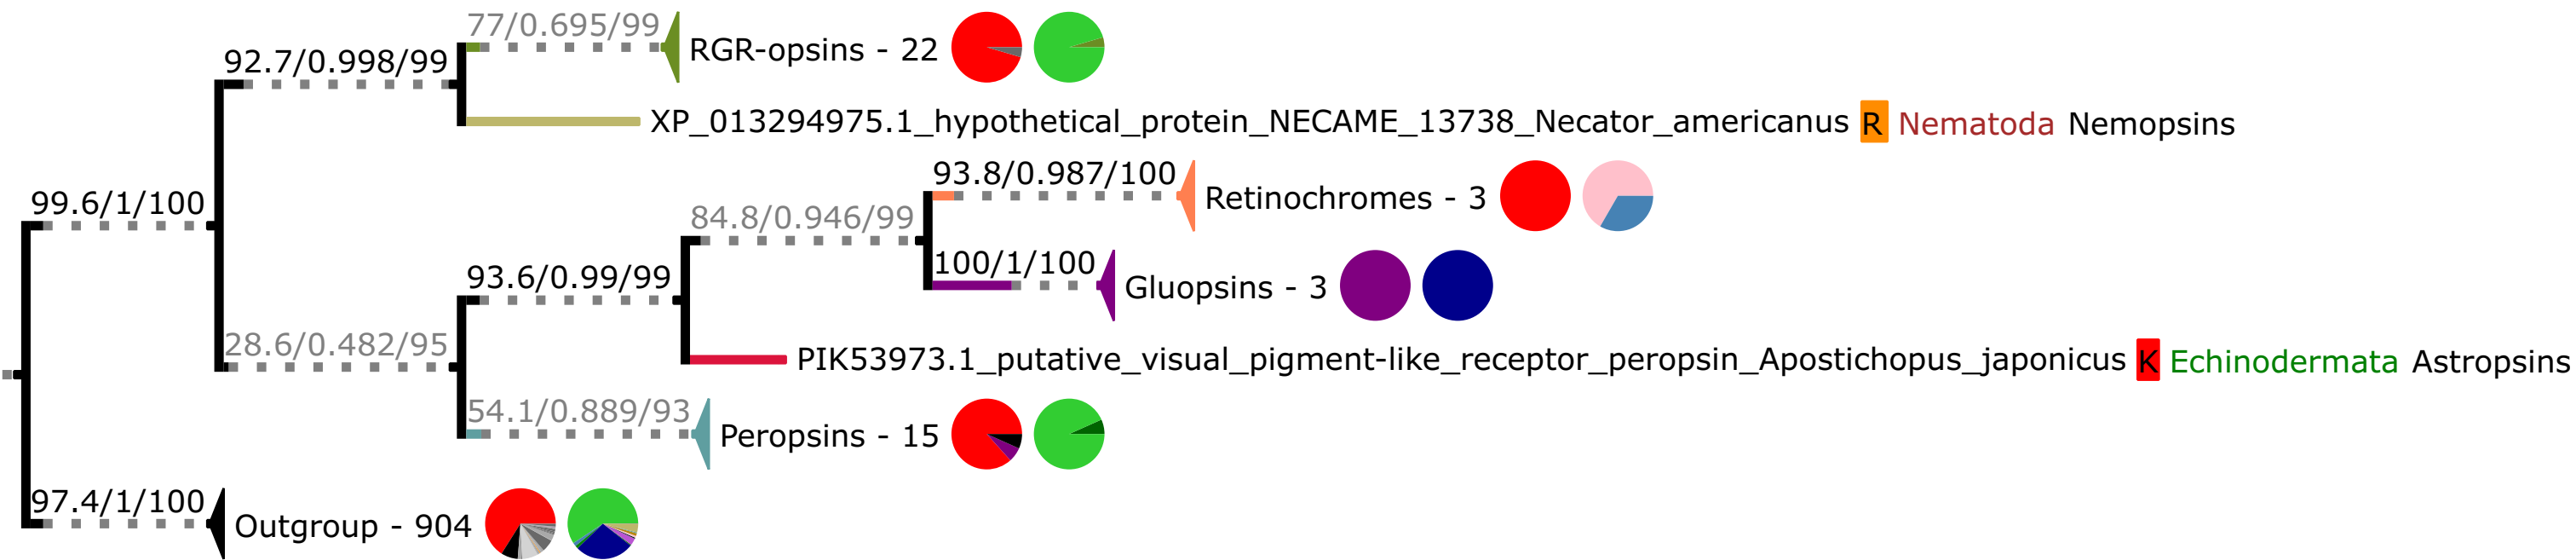 77/0.695/99
RGR-opsins - 22
92.7/0.998/99
XP_013294975.1_hypothetical_protein_NECAME_13738_Necator_americanus R Nematoda Nemopsins
93.8/0.987/100
Retinochromes - 3
99.6/1/100
84.8/0.946/99
100/1/100
Gluopsins - 3
93.6/0.99/99
28.6/0.482/95
PIK53973.1_putative_visual_pigment-like_receptor_peropsin_Apostichopus_japonicus K Echinodermata Astropsins
54.1/0.889/93
Peropsins - 15
97.4/1/100
Outgroup - 904